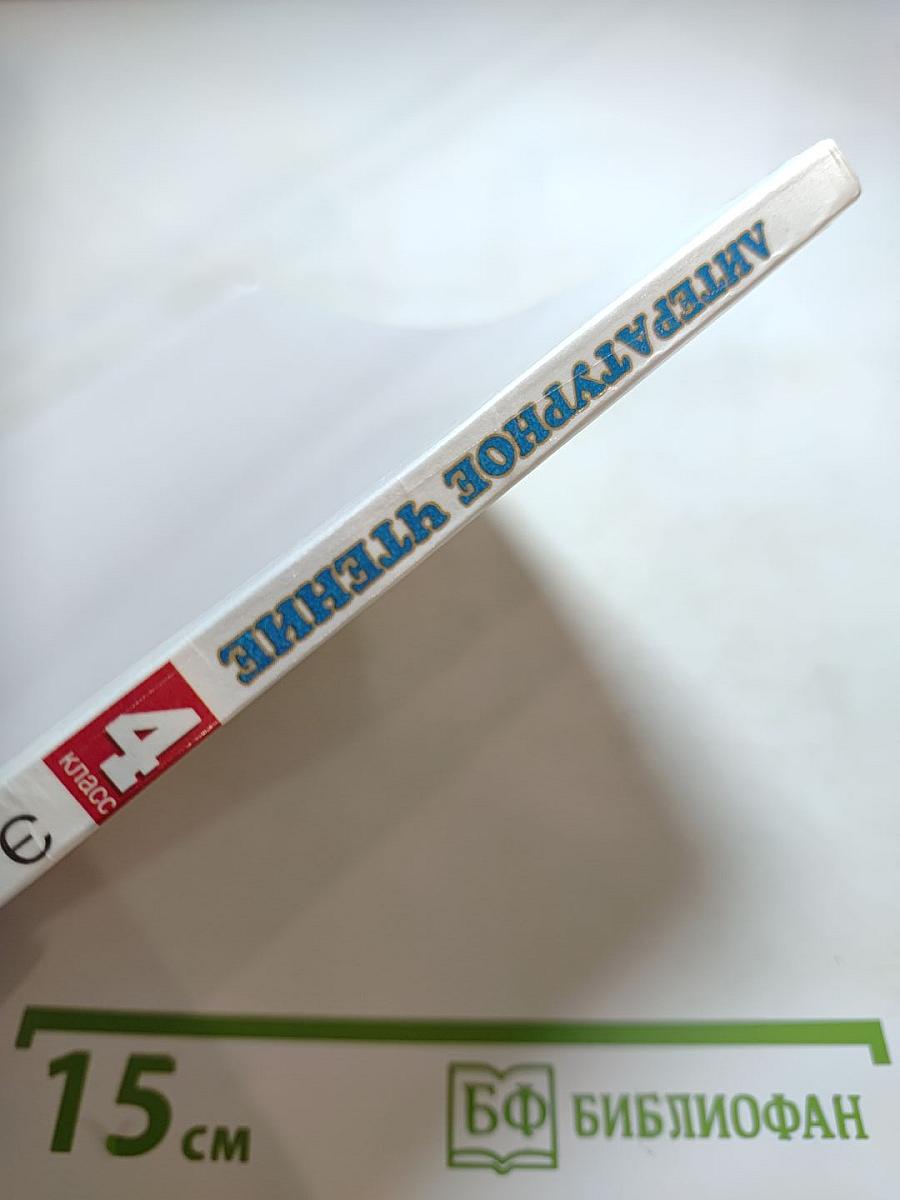 ЛИТЕРАТУРНОЕ ЧТЕНИЕ
4
класс
15 см
БФ БИБЛИОФАН